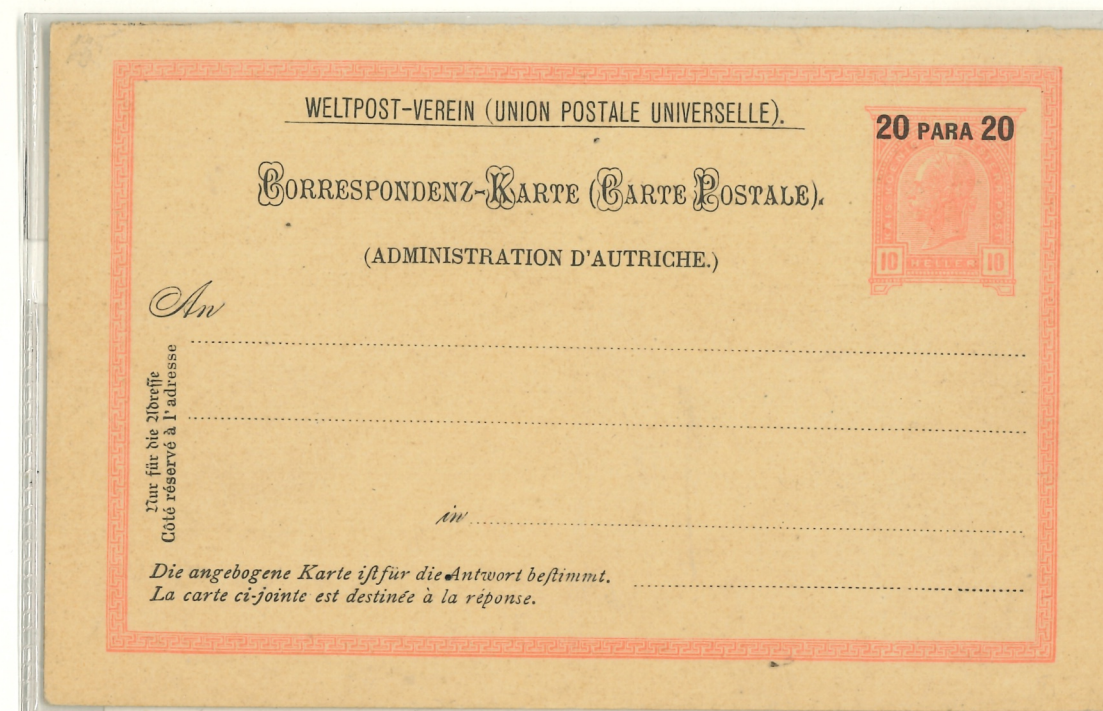 WELTPOST-VEREIN (UNION POSTALE UNIVERSELLE).
20 PARA 20
CORRESPONDENZ-KARTE (CARTE POSTALE).
(ADMINISTRATION D'AUTRICHE.)
10 HELLER 10
An
Nur für die Adresse
Côté réservé à l'adresse
in
Die angebogene Karte iſt für die Antwort beſtimmt.
La carte ci-jointe est destinée à la réponse.